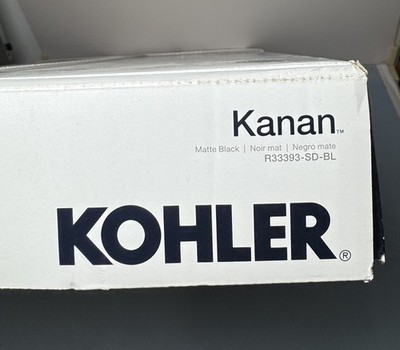 Kanan™
Matte Black | Noir mat | Negro mate
R33393-SD-BL
KOHLER®